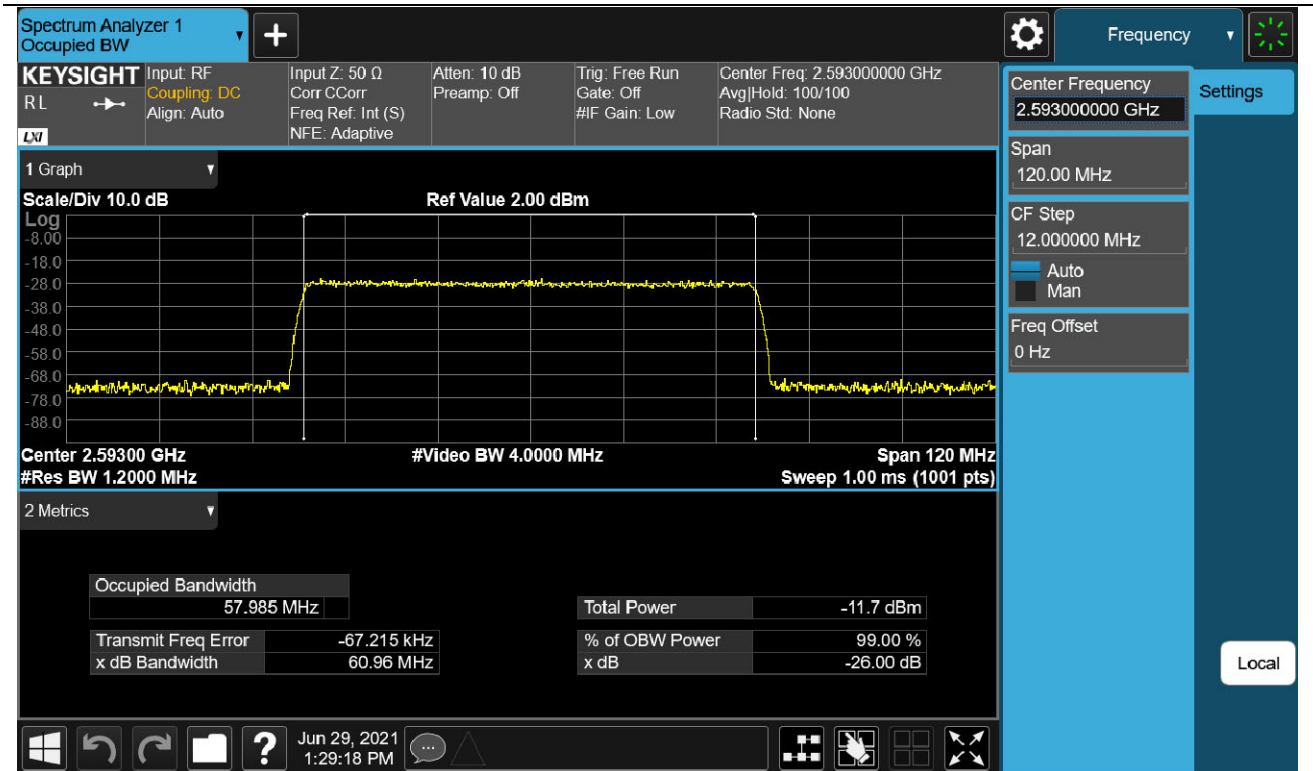 Spectrum Analyzer 1
Occupied BW
+
Frequency
KEYSIGHT
RL
LXI
Input: RF
Coupling: DC
Align: Auto
Input Z: 50 Ω
Corr CCorr
Freq Ref: Int (S)
NFE: Adaptive
Atten: 10 dB
Preamp: Off
Trig: Free Run
Gate: Off
#IF Gain: Low
Center Freq: 2.593000000 GHz
Avg|Hold: 100/100
Radio Std: None
Center Frequency
2.593000000 GHz
Settings
Span
120.00 MHz
CF Step
12.000000 MHz
Auto
Man
Freq Offset
0 Hz
1 Graph
Scale/Div 10.0 dB
Ref Value 2.00 dBm
Log
-8.00
-18.0
-28.0
-38.0
-48.0
-58.0
-68.0
-78.0
-88.0
Center 2.59300 GHz
#Video BW 4.0000 MHz
Span 120 MHz
#Res BW 1.2000 MHz
Sweep 1.00 ms (1001 pts)
2 Metrics
Occupied Bandwidth
57.985 MHz
Total Power -11.7 dBm
Transmit Freq Error -67.215 kHz
% of OBW Power 99.00 %
x dB Bandwidth 60.96 MHz
x dB -26.00 dB
Local
?
Jun 29, 2021
1:29:18 PM